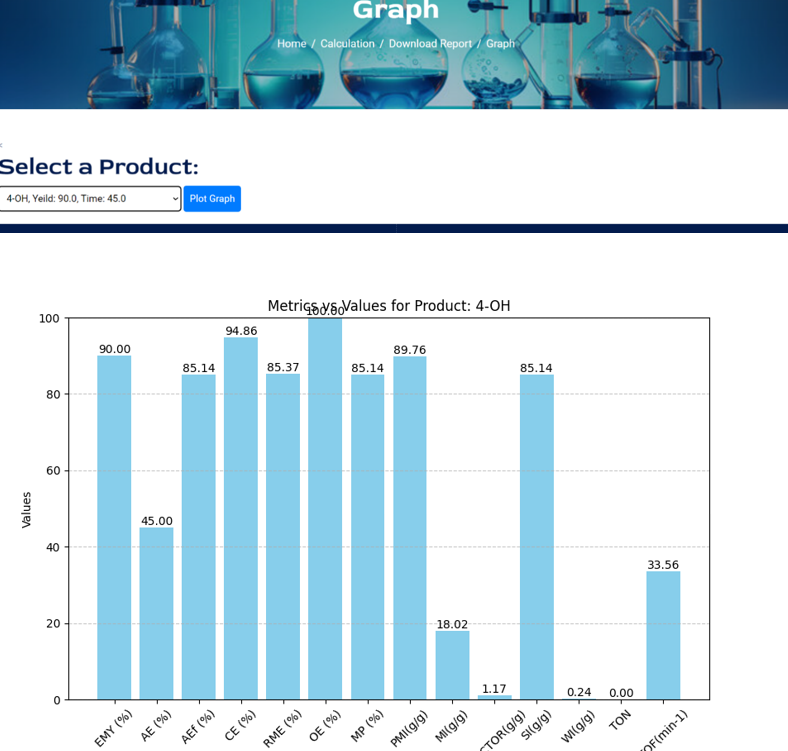 Graph
Home / Calculation / Download Report / Graph
Select a Product:
4-OH, Yeild: 90.0, Time: 45.0
Plot Graph
Metrics vs Values for Product: 4-OH
100.00
94.86
90.00
89.76
85.14
85.37
85.14
85.14
45.00
33.56
18.02
1.17
0.24
0.00
100
80
60
40
20
0
Values
EMY (%)
AE (%)
AEf (%)
CE (%)
RME (%)
OE (%)
MP (%)
PMI(g/g)
MI(g/g)
CTOR(g/g)
SI(g/g)
WI(g/g)
TON
OF(min-1)